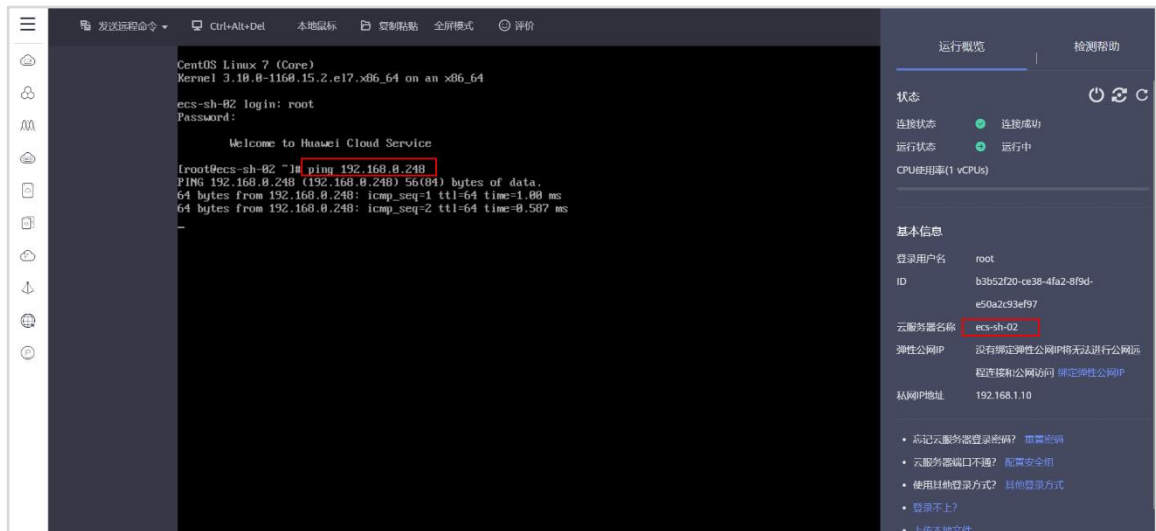 发送远程命令 Ctrl+Alt+Del 本地鼠标 复制粘贴 全屏模式 评价
CentOS Linux 7 (Core)
Kernel 3.10.0-1160.15.2.el7.x86_64 on an x86_64
ecs-sh-02 login: root
Password:
Welcome to Huawei Cloud Service
[root@ecs-sh-02 ~]# ping 192.168.0.248
PING 192.168.0.248 (192.168.0.248) 56(84) bytes of data.
64 bytes from 192.168.0.248: icmp_seq=1 ttl=64 time=1.00 ms
64 bytes from 192.168.0.248: icmp_seq=2 ttl=64 time=0.587 ms
运行概览 检测帮助
状态
连接状态 连接成功
运行状态 运行中
CPU使用率(1 vCPUs)
基本信息
登录用户名 root
ID b3b52f20-ce38-4fa2-8f9d-
e50a2c93ef97
云服务器名称 ecs-sh-02
弹性公网IP 没有绑定弹性公网IP将无法进行公网远
程连接和公网访问 绑定弹性公网IP
私网IP地址 192.168.1.10
• 忘记云服务器登录密码? 重置密码
• 云服务器端口不通? 配置安全组
• 使用其他登录方式? 其他登录方式
• 登录不上?
• 上传本地文件